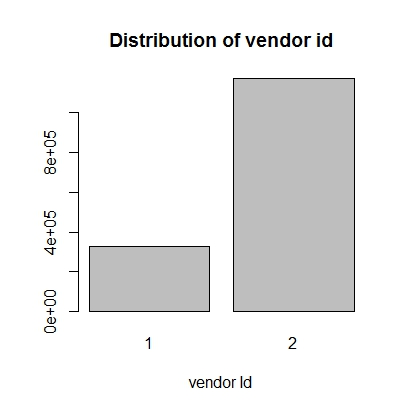 Distribution of vendor id
8e+05
4e+05
0e+00
1 2
vendor Id